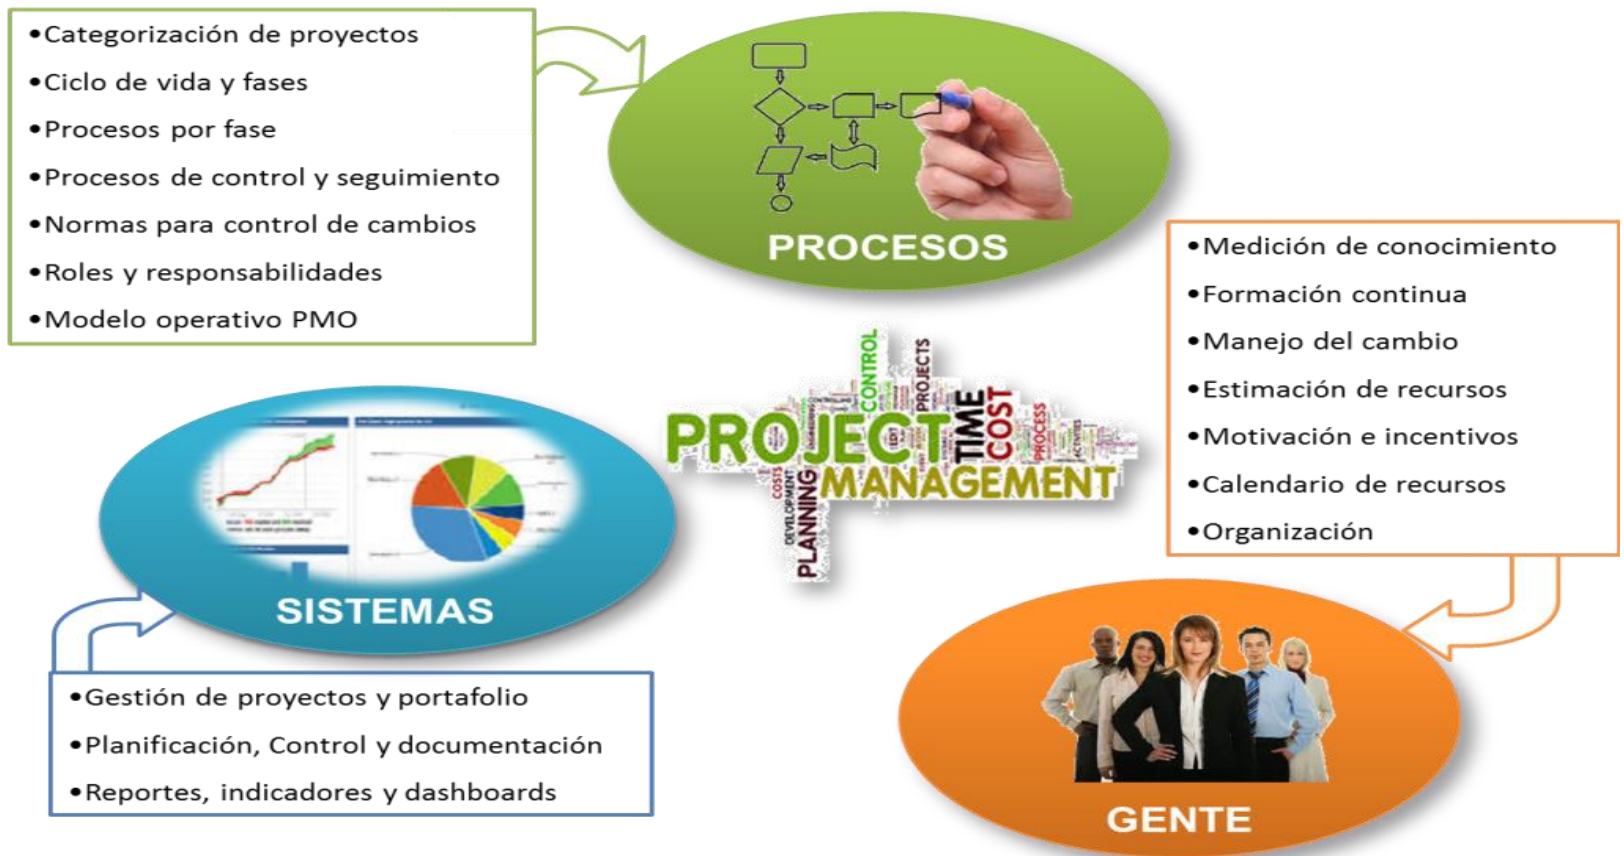 •Categorización de proyectos
•Ciclo de vida y fases
•Procesos por fase
•Procesos de control y seguimiento
•Normas para control de cambios
•Roles y responsabilidades
•Modelo operativo PMO
PROCESOS
•Medición de conocimiento
•Formación continua
•Manejo del cambio
•Estimación de recursos
•Motivación e incentivos
•Calendario de recursos
•Organización
PROJECT
MANAGEMENT
CONTROL
PROJECTS
TIME
COST
PROCESS
ACTIVITIES
COSTS
DEVELOPMENT
PLANNING
SISTEMAS
•Gestión de proyectos y portafolio
•Planificación, Control y documentación
•Reportes, indicadores y dashboards
GENTE